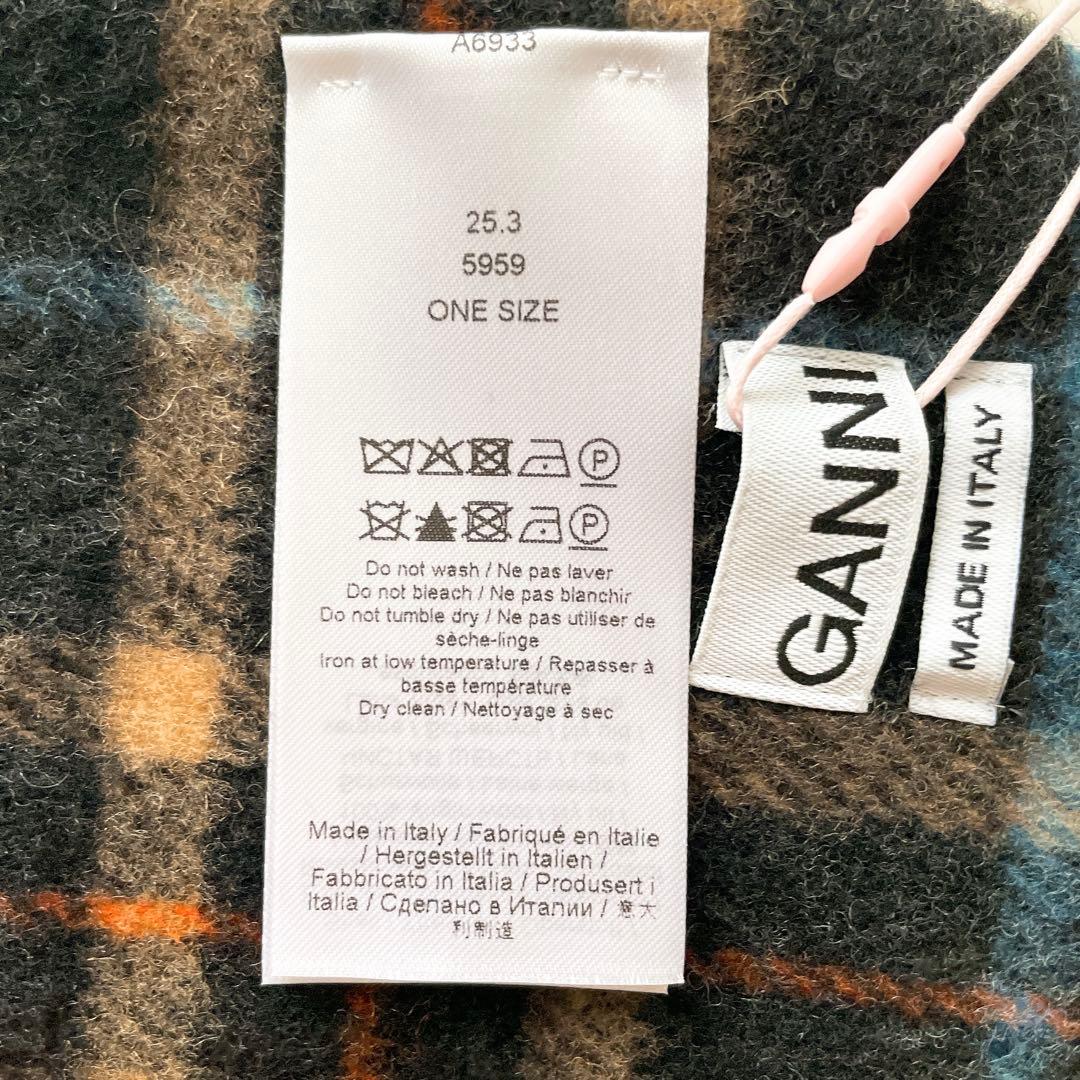 A6933
25.3
5959
ONE SIZE
P
P
Do not wash / Ne pas laver
Do not bleach / Ne pas blanchir
Do not tumble dry / Ne pas utiliser de
sèche-linge
Iron at low temperature / Repasser à
basse température
Dry clean / Nettoyage à sec
Made in Italy / Fabriqué en Italie
/ Hergestellt in Italien /
Fabbricato in Italia / Produsert i
Italia / Сделано в Италии / 意大
利制造
GANNI
MADE IN ITALY